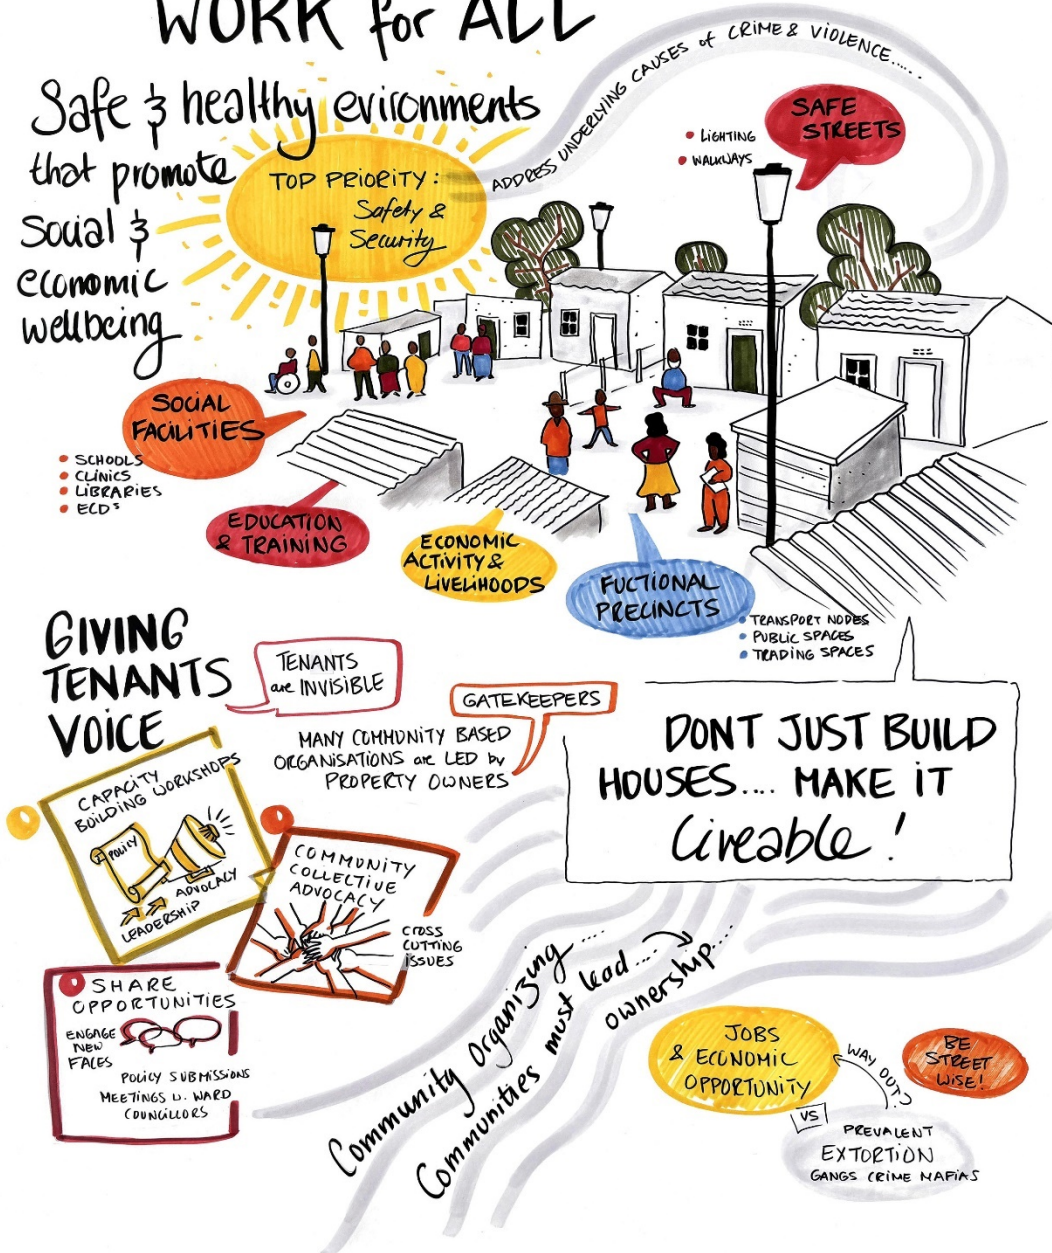 WORK for ALL
Safe & healthy evironments
that promote
Social &
economic
wellbeing
TOP PRIORITY:
Safety &
Security
ADDRESS UNDERLYING CAUSES of CRIME & VIOLENCE.....
SAFE
STREETS
• LIGHTING
• WALKWAYS
SOCIAL
FACILITIES
• SCHOOLS
• CLINICS
• LIBRARIES
• ECDs
EDUCATION
& TRAINING
ECONOMIC
ACTIVITY &
LIVELIHOODS
FUCTIONAL
PRECINCTS
• TRANSPORT NODES
• PUBLIC SPACES
• TRADING SPACES
GIVING
TENANTS
VOICE
TENANTS
are INVISIBLE
GATEKEEPERS
MANY COMMUNITY BASED
ORGANISATIONS are LED by
PROPERTY OWNERS
DONT JUST BUILD
HOUSES.... MAKE IT
Liveable!
CAPACITY
BUILDING WORKSHOPS
POLICY
ADVOCACY
LEADERSHIP
COMMUNITY
COLLECTIVE
ADVOCACY
CROSS
CUTTING
ISSUES
SHARE
OPPORTUNITIES
ENGAGE
NEW
FACES
POLICY SUBMISSIONS
MEETINGS W. WARD
COUNCILLORS
Community Organizing ....
Communities must lead ....
ownership....
JOBS
& ECONOMIC
OPPORTUNITY
WAY OUT?
BE
STREET
WISE!
VS
PREVALENT
EXTORTION
GANGS CRIME MAFIAS